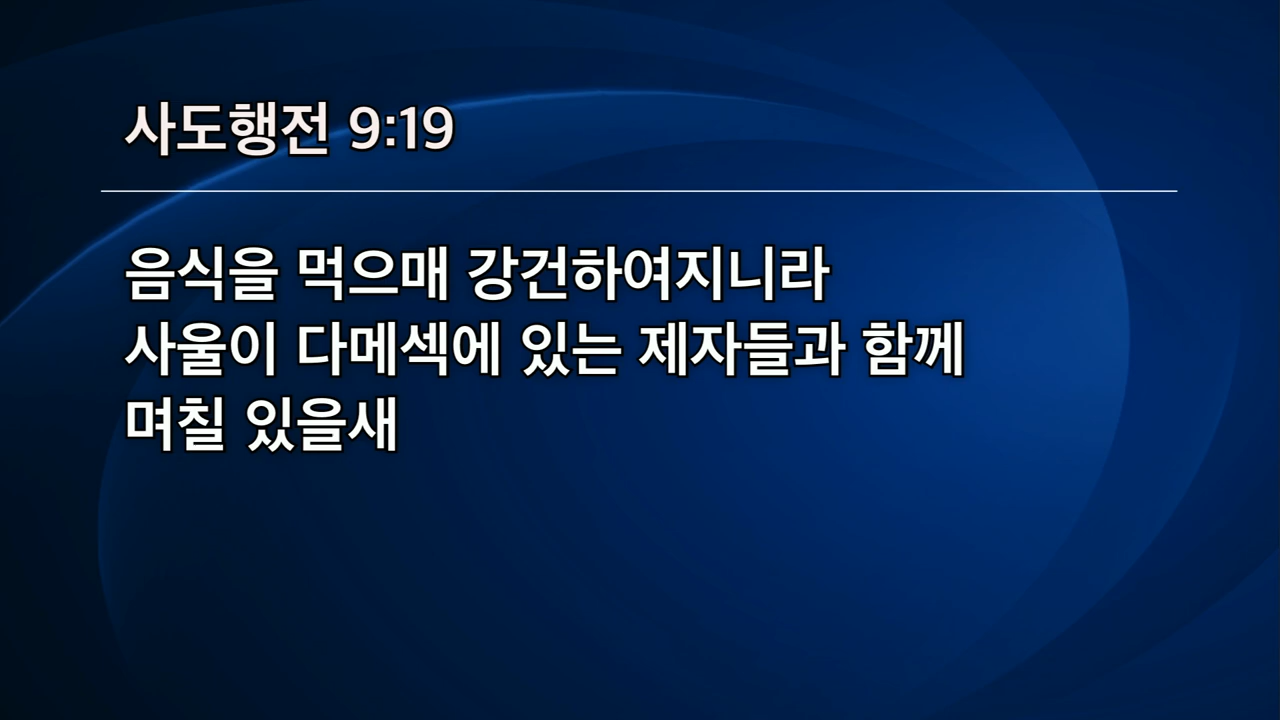 사도행전 9:19
음식을 먹으매 강건하여지니라
사울이 다메섹에 있는 제자들과 함께
며칠 있을새